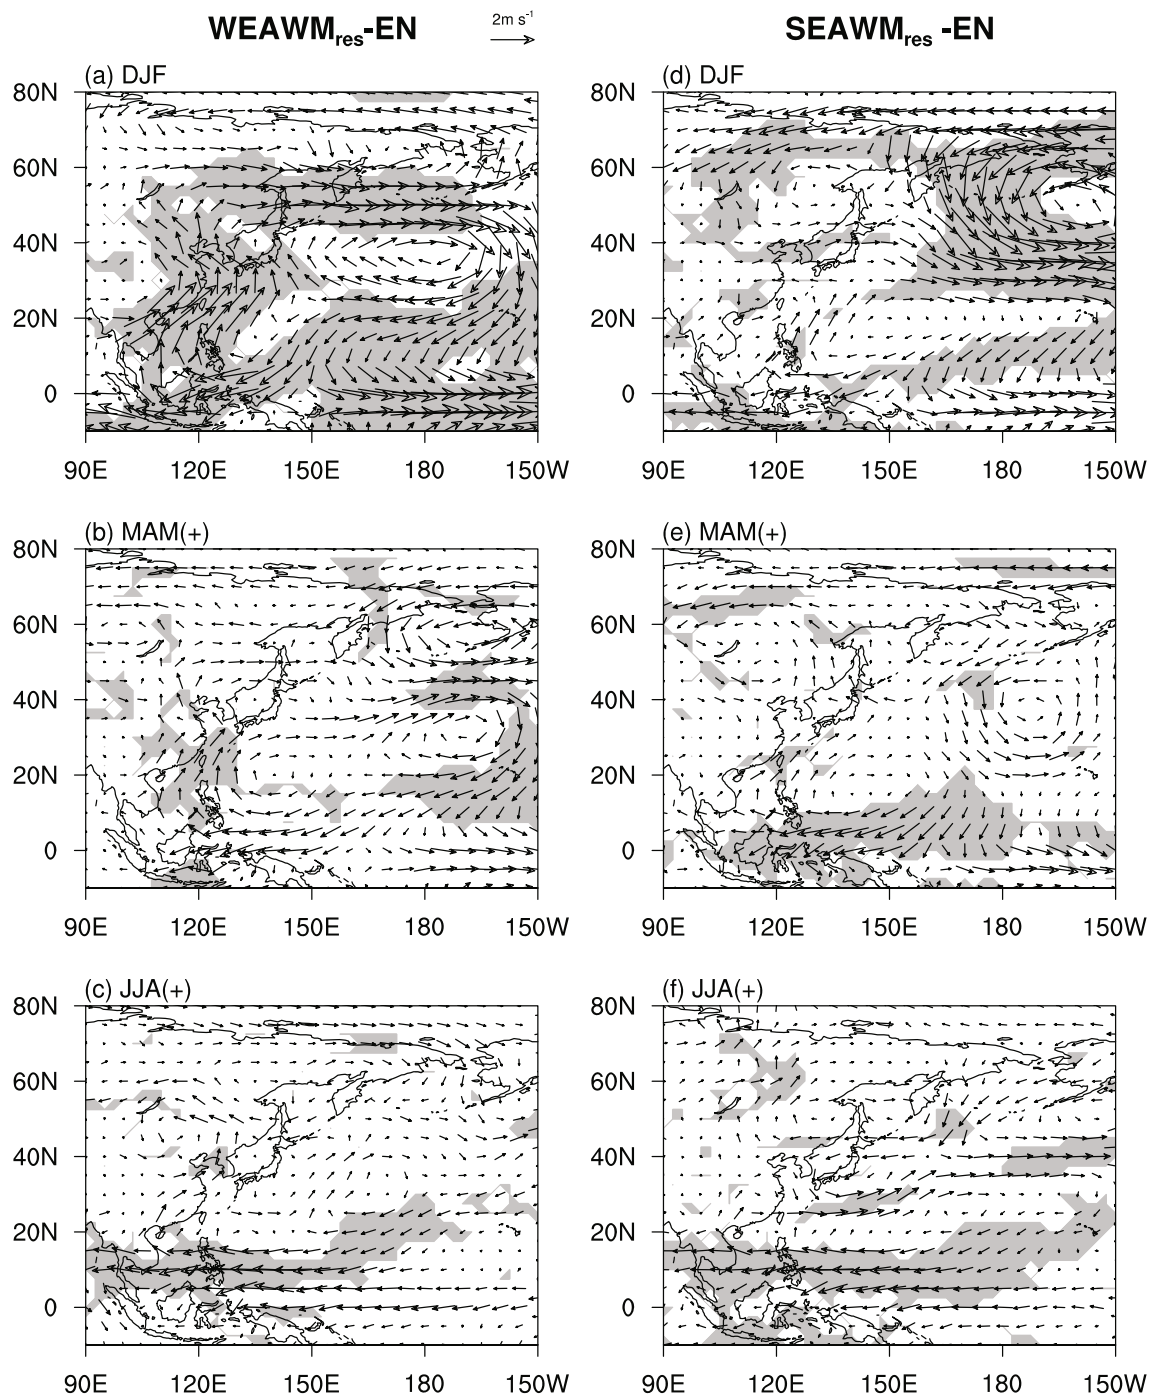 WEAWMres-EN
2m s-1
SEAWMres -EN
(a) DJF
(d) DJF
80N
60N
40N
20N
0
90E 120E 150E 180 150W
80N
60N
40N
20N
0
90E 120E 150E 180 150W
(b) MAM(+)
(e) MAM(+)
80N
60N
40N
20N
0
90E 120E 150E 180 150W
80N
60N
40N
20N
0
90E 120E 150E 180 150W
(c) JJA(+)
(f) JJA(+)
80N
60N
40N
20N
0
90E 120E 150E 180 150W
80N
60N
40N
20N
0
90E 120E 150E 180 150W